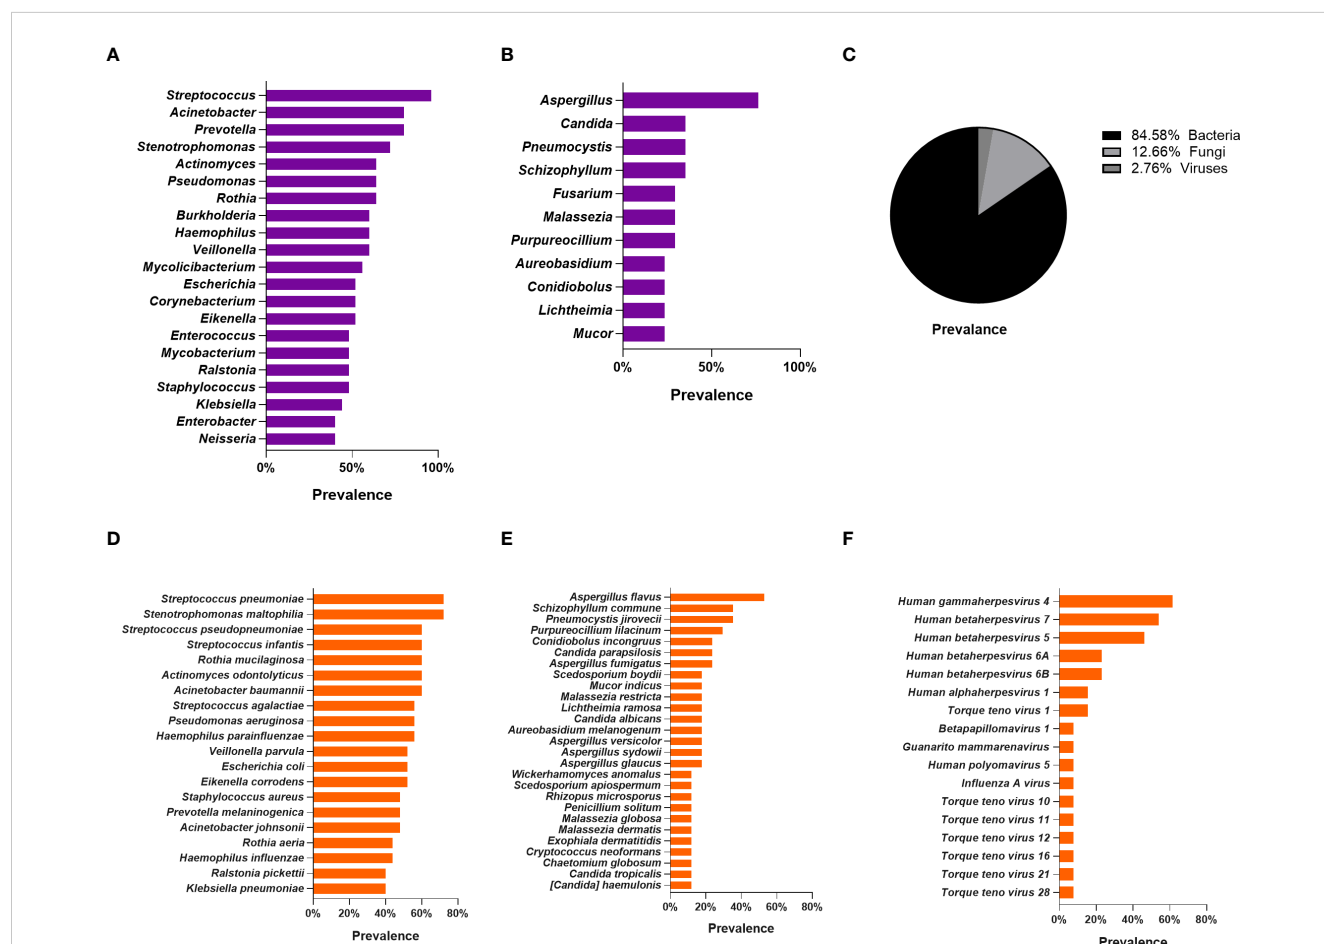 A
Streptococcus
Acinetobacter
Prevotella
Stenotrophomonas
Actinomyces
Pseudomonas
Rothia
Burkholderia
Haemophilus
Veillonella
Mycolicibacterium
Escherichia
Corynebacterium
Eikenella
Enterococcus
Mycobacterium
Ralstonia
Staphylococcus
Klebsiella
Enterobacter
Neisseria
0% 50% 100%
Prevalence
B
Aspergillus
Candida
Pneumocystis
Schizophyllum
Fusarium
Malassezia
Purpureocillium
Aureobasidium
Conidiobolus
Lichtheimia
Mucor
0% 50% 100%
Prevalence
C
84.58% Bacteria
12.66% Fungi
2.76% Viruses
Prevalance
D
Streptococcus pneumoniae
Stenotrophomonas maltophilia
Streptococcus pseudopneumoniae
Streptococcus infantis
Rothia mucilaginosa
Actinomyces odontolyticus
Acinetobacter baumannii
Streptococcus agalactiae
Pseudomonas aeruginosa
Haemophilus parainfluenzae
Veillonella parvula
Escherichia coli
Eikenella corrodens
Staphylococcus aureus
Prevotella melaninogenica
Acinetobacter johnsonii
Rothia aeria
Haemophilus influenzae
Ralstonia pickettii
Klebsiella pneumoniae
0% 20% 40% 60% 80%
Prevalence
E
Aspergillus flavus
Schizophyllum commune
Pneumocystis jirovecii
Purpureocillium lilacinum
Conidiobolus incongruus
Candida parapsilosis
Aspergillus fumigatus
Scedosporium boydii
Mucor indicus
Malassezia restricta
Lichtheimia ramosa
Candida albicans
Aureobasidium melanogenum
Aspergillus versicolor
Aspergillus sydowii
Aspergillus glaucus
Wickerhamomyces anomalus
Scedosporium apiospermum
Rhizopus microsporus
Penicillium solitum
Malassezia globosa
Malassezia dermatis
Exophiala dermatitidis
Cryptococcus neoformans
Chaetomium globosum
Candida tropicalis
[Candida] haemulonis
0% 20% 40% 60% 80%
Prevalence
F
Human gammaherpesvirus 4
Human betaherpesvirus 7
Human betaherpesvirus 5
Human betaherpesvirus 6A
Human betaherpesvirus 6B
Human alphaherpesvirus 1
Torque teno virus 1
Betapapillomavirus 1
Guanarito mammarenavirus
Human polyomavirus 5
Influenza A virus
Torque teno virus 10
Torque teno virus 11
Torque teno virus 12
Torque teno virus 16
Torque teno virus 21
Torque teno virus 28
0% 20% 40% 60% 80%
Prevalence